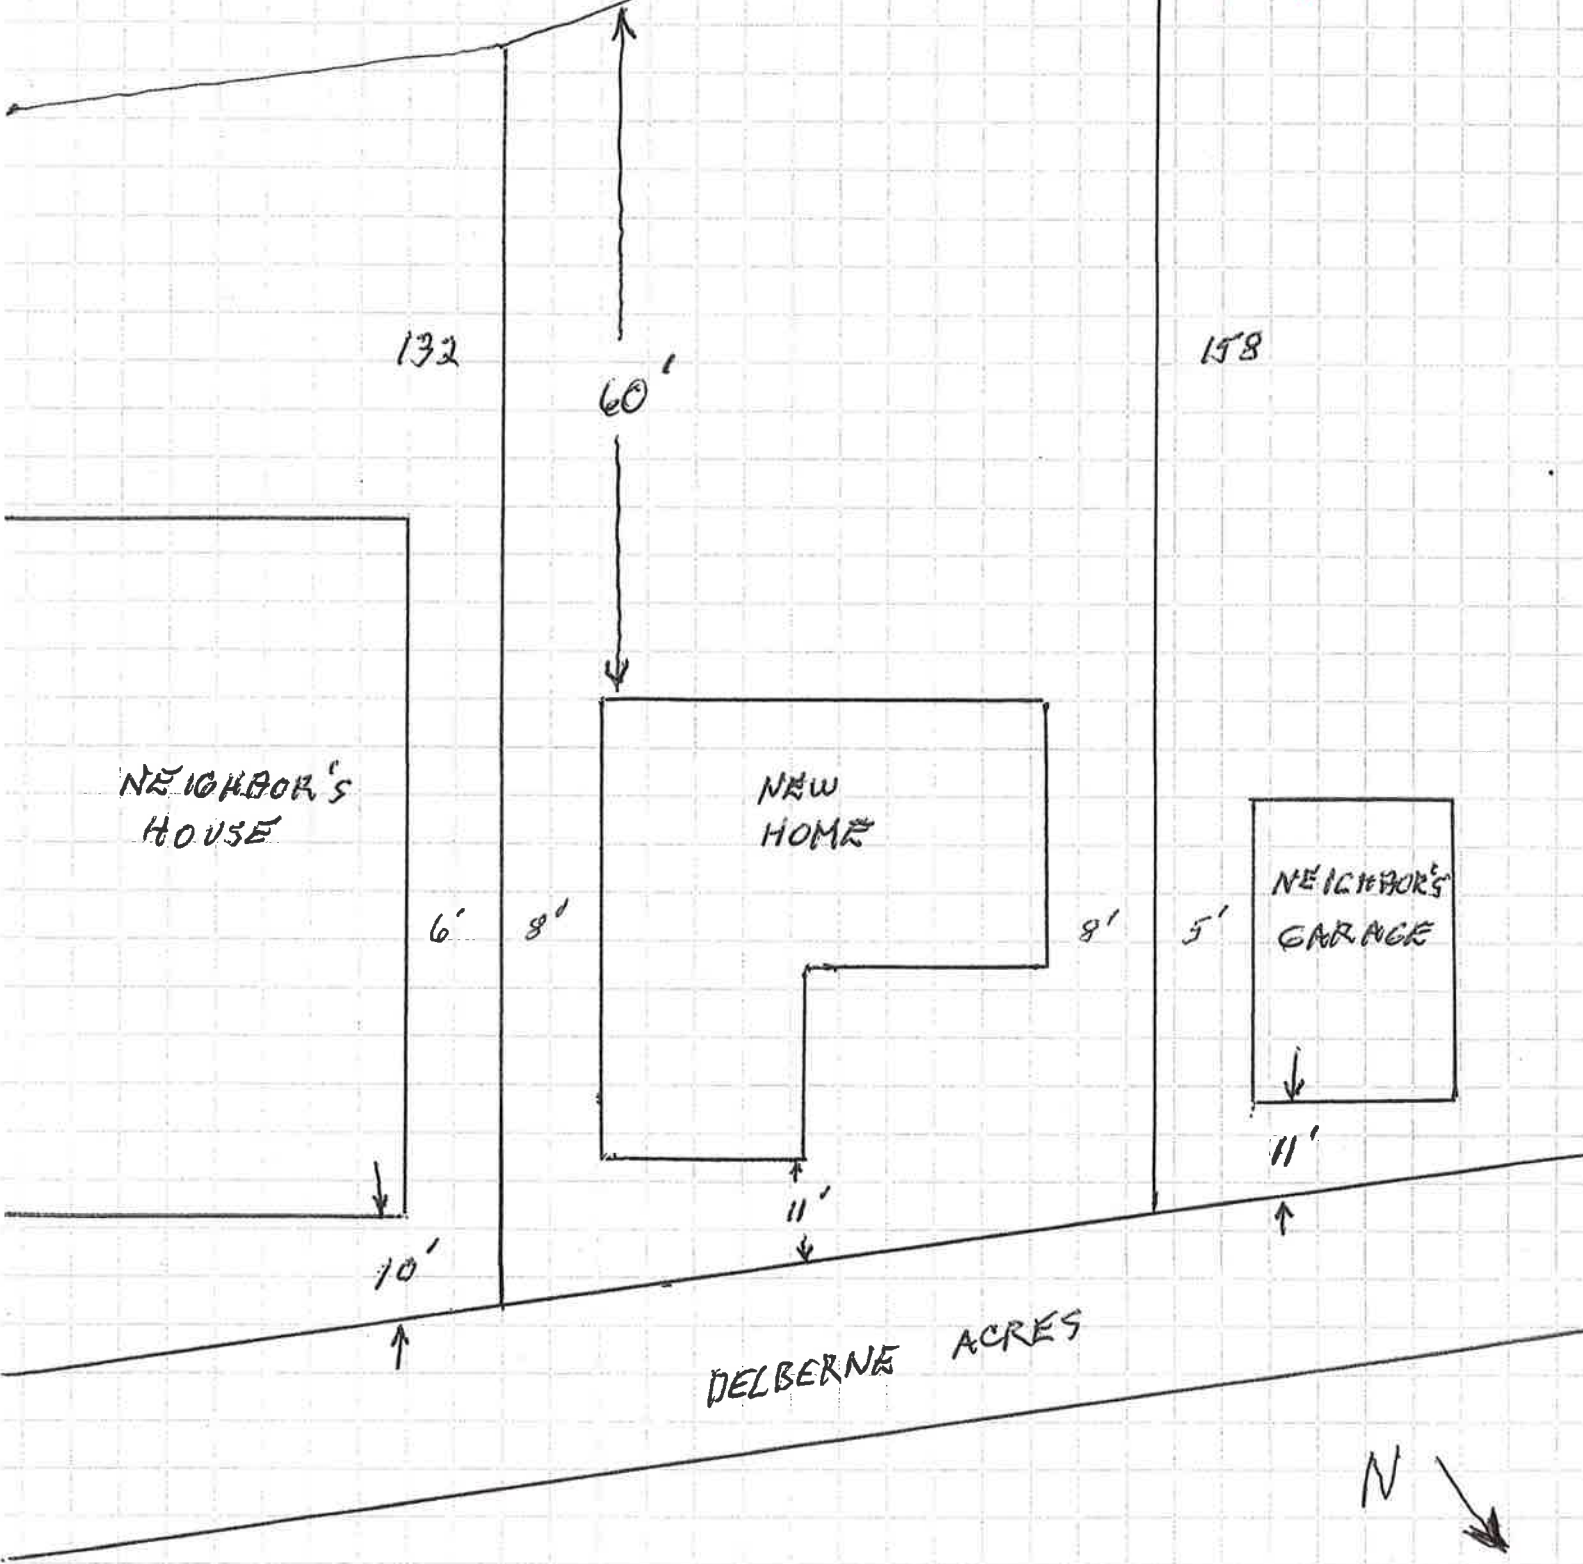 132
158
60'
NEIGHBOR'S
HOUSE
NEW
HOME
NEIGHBOR'S
GARAGE
6'
8'
8'
5'
11'
11'
10'
DELBERNE ACRES
N